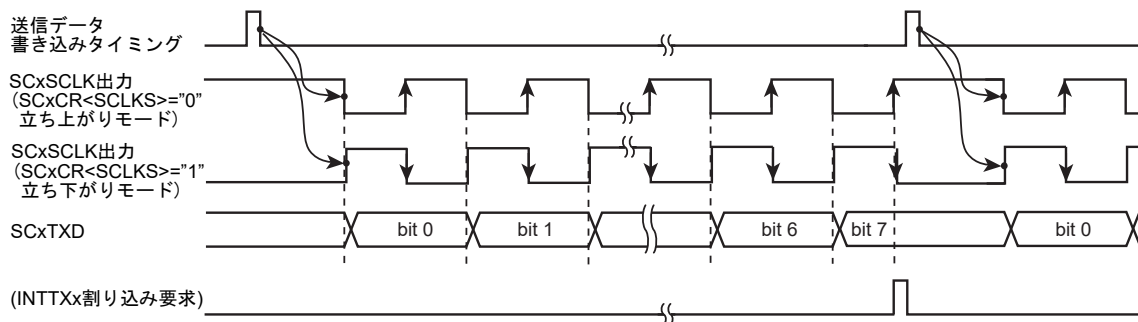 送信データ
書き込みタイミング
SCxSCLK出力
(SCxCR<SCLKS>="0"
立ち上がりモード)
SCxSCLK出力
(SCxCR<SCLKS>="1"
立ち下がりモード)
SCxTXD
bit 0
bit 1
bit 6
bit 7
bit 0
(INTTXx割り込み要求)